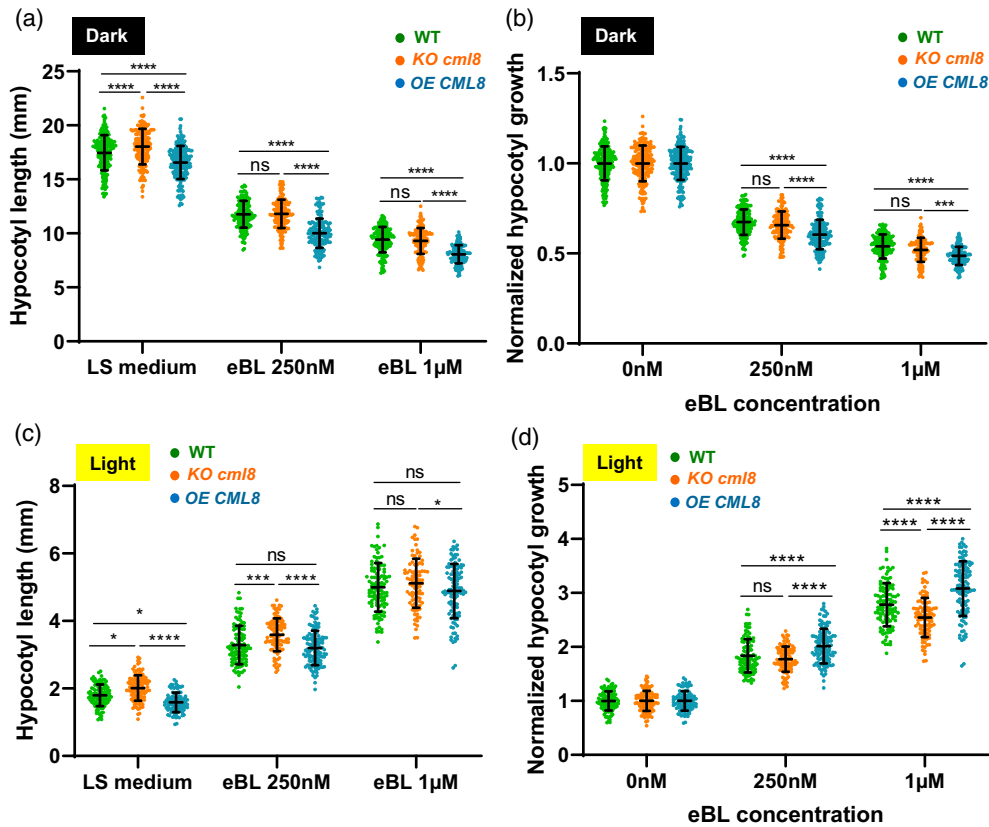 (a)
Dark
WT
KO cml8
OE CML8
Hypocotyl length (mm)
25
20
15
10
5
0
****
**** ****
****
ns ****
****
ns ****
LS medium eBL 250nM eBL 1µM
(b)
Dark
WT
KO cml8
OE CML8
Normalized hypocotyl growth
1.5
1.0
0.5
0.0
****
ns ****
****
ns ***
0nM 250nM 1µM
eBL concentration
(c)
Light
WT
KO cml8
OE CML8
Hypocotyl length (mm)
8
6
4
2
0
*
* ****
ns
*** ****
ns
ns *
LS medium eBL 250nM eBL 1µM
(d)
Light
WT
KO cml8
OE CML8
Normalized hypocotyl growth
5
4
3
2
1
0
****
ns ****
****
**** ****
0nM 250nM 1µM
eBL concentration